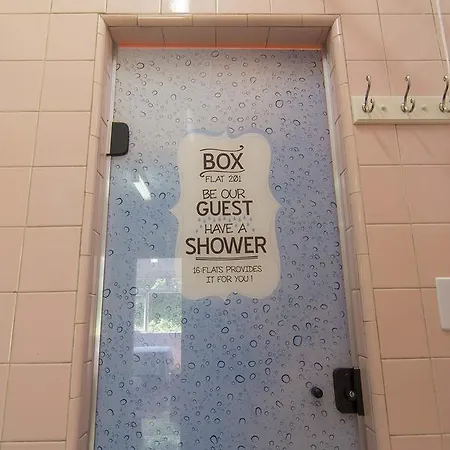 BOX
FLAT 201
BE OUR
GUEST
HAVE A
SHOWER
16 FLATS PROVIDES
IT FOR YOU!